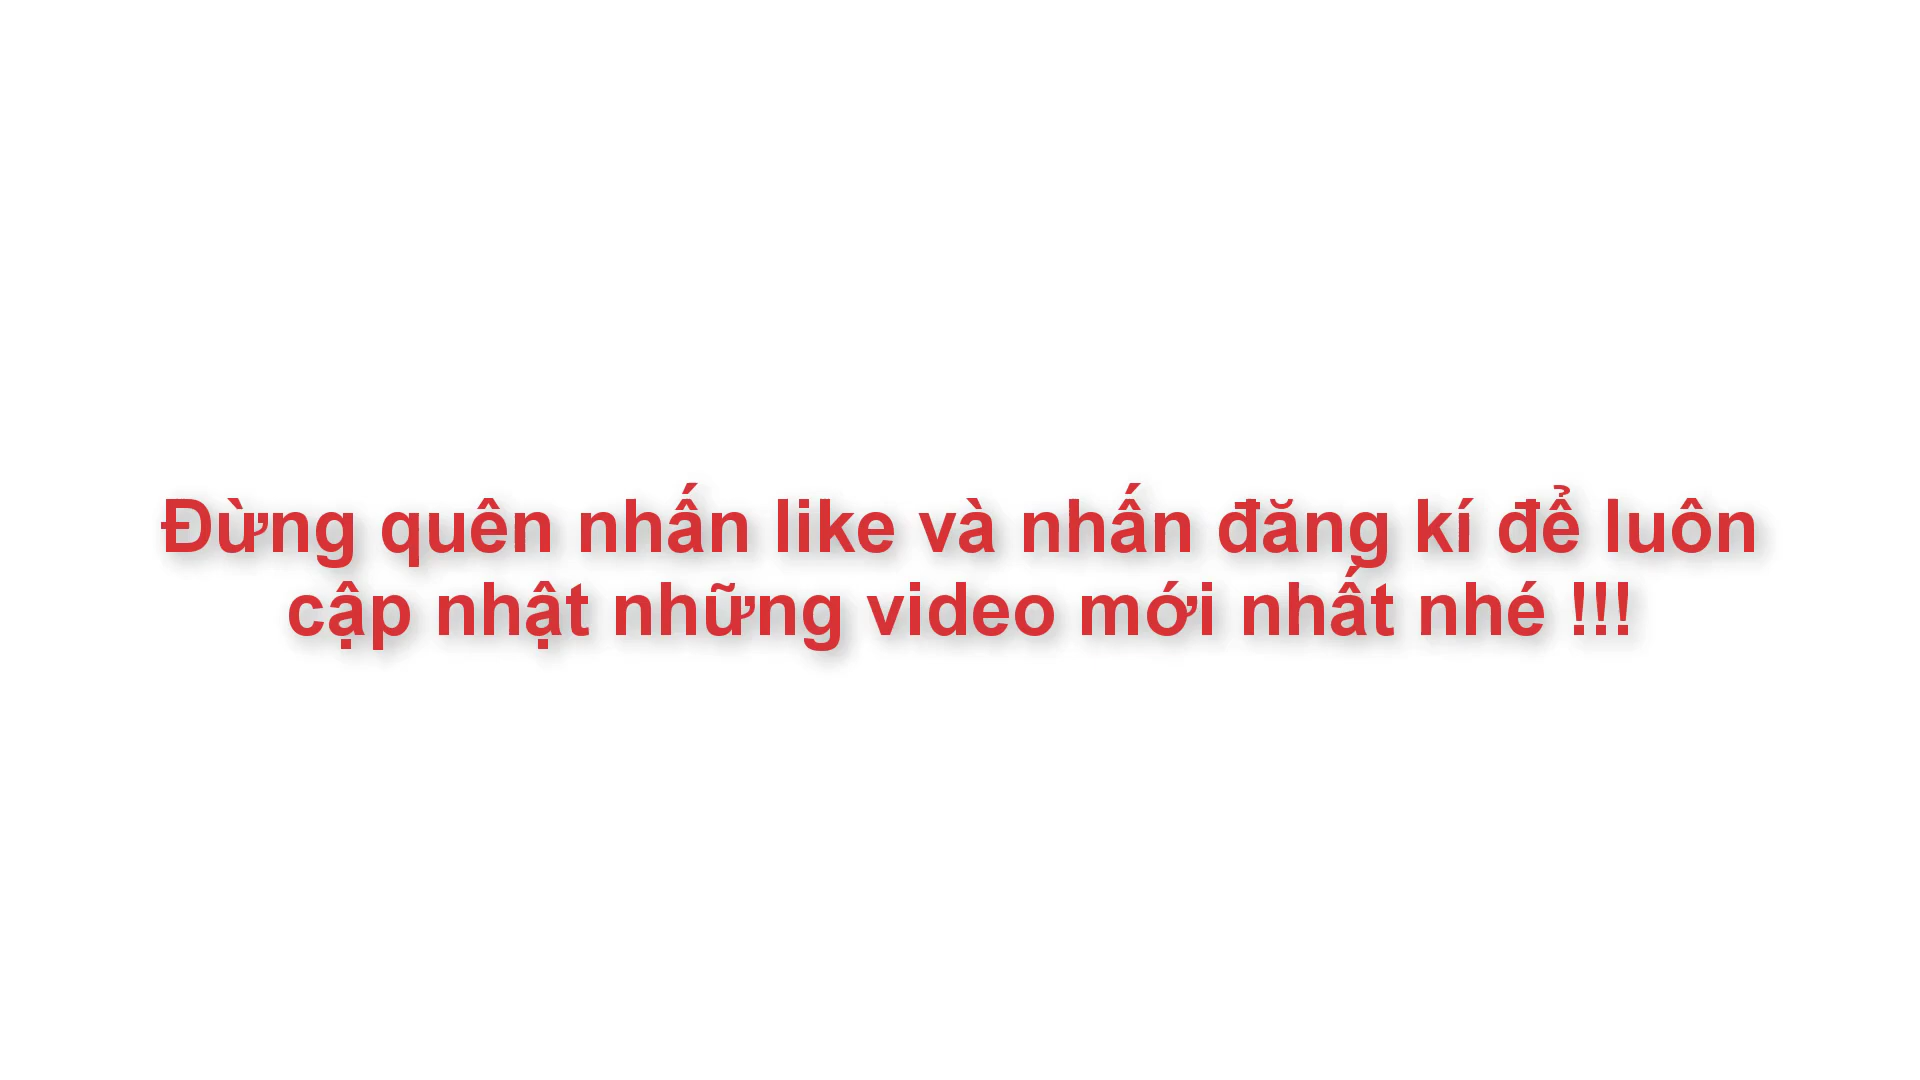 Đừng quên nhấn like và nhấn đăng kí để luôn
cập nhật những video mới nhất nhé !!!